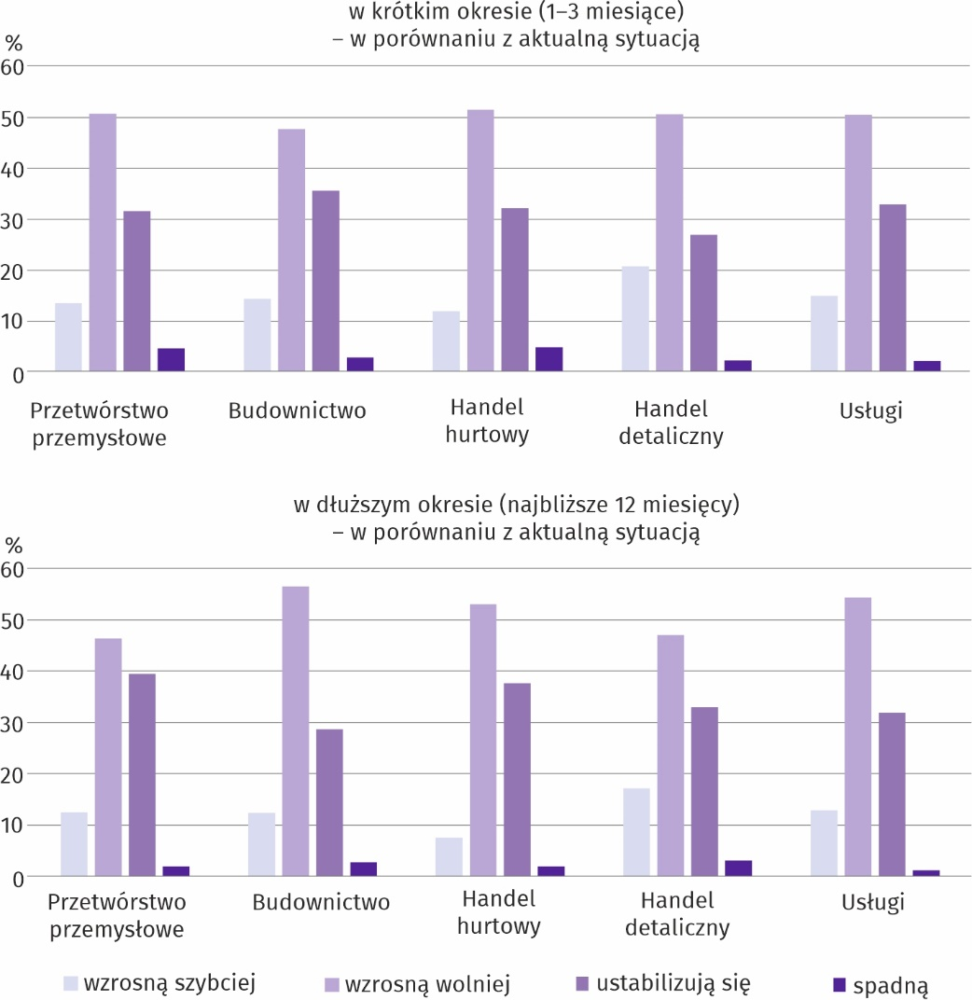 w krótkim okresie (1–3 miesiące)
– w porównaniu z aktualną sytuacją
%
60
50
40
30
20
10
0
Przetwórstwo
przemysłowe
Budownictwo
Handel
hurtowy
Handel
detaliczny
Usługi
w dłuższym okresie (najbliższe 12 miesięcy)
– w porównaniu z aktualną sytuacją
%
60
50
40
30
20
10
0
Przetwórstwo
przemysłowe
Budownictwo
Handel
hurtowy
Handel
detaliczny
Usługi
wzrosną szybciej
wzrosną wolniej
ustabilizują się
spadną